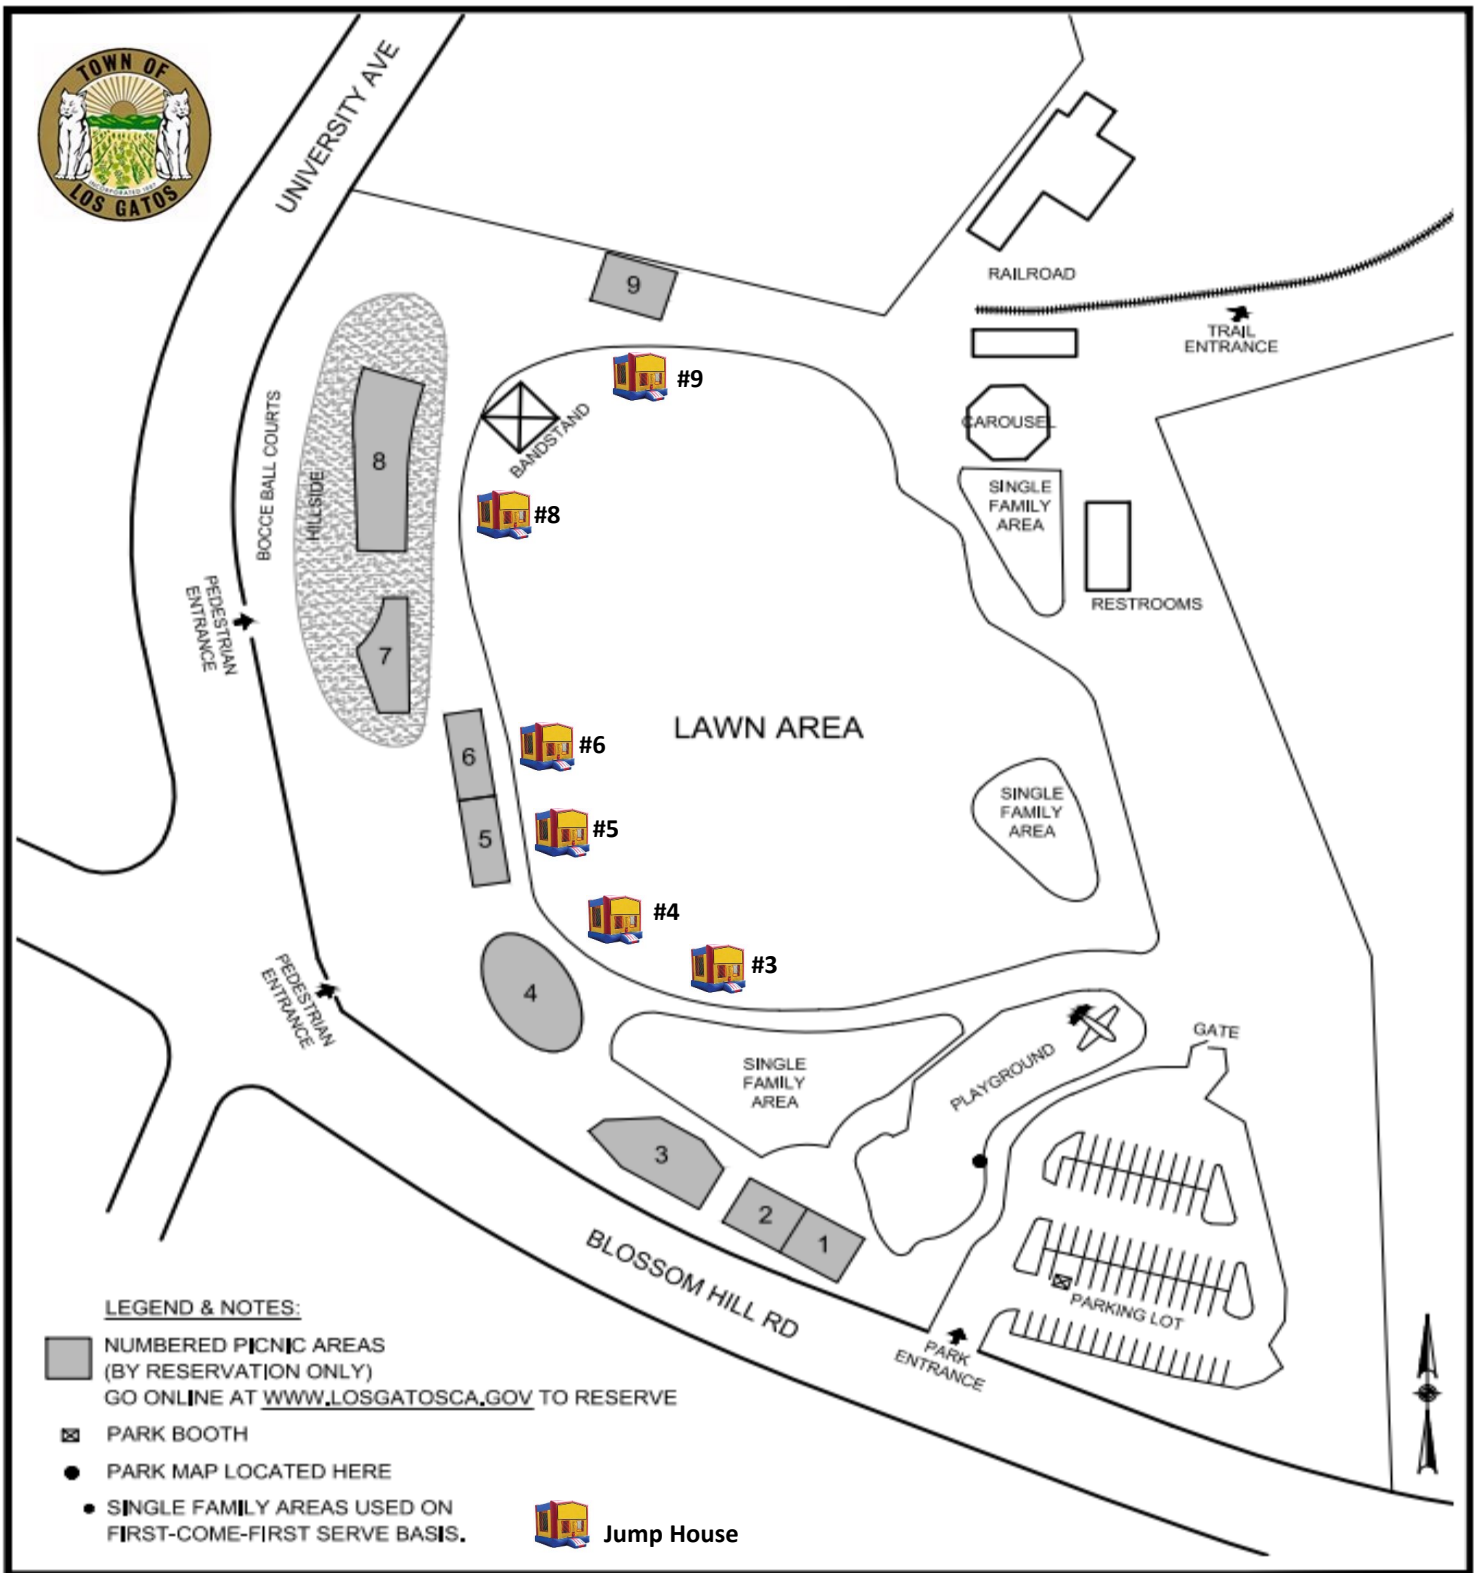 TOWN OF
INCORPORATED 1887
LOS GATOS
UNIVERSITY AVE
9
RAILROAD
TRAIL
ENTRANCE
#9
BANDSTAND
CAROUSEL
BOCCE BALL COURTS
HILLSIDE
8
#8
SINGLE
FAMILY
AREA
RESTROOMS
PEDESTRIAN
ENTRANCE
7
6
#6
LAWN AREA
5
#5
SINGLE
FAMILY
AREA
#4
#3
4
PEDESTRIAN
ENTRANCE
SINGLE
FAMILY
AREA
PLAYGROUND
GATE
3
2
1
BLOSSOM HILL RD
PARKING LOT
PARK
ENTRANCE
LEGEND & NOTES:
NUMBERED PICNIC AREAS
(BY RESERVATION ONLY)
GO ONLINE AT WWW.LOSGATOSCA.GOV TO RESERVE
PARK BOOTH
PARK MAP LOCATED HERE
SINGLE FAMILY AREAS USED ON
FIRST-COME-FIRST SERVE BASIS.
Jump House